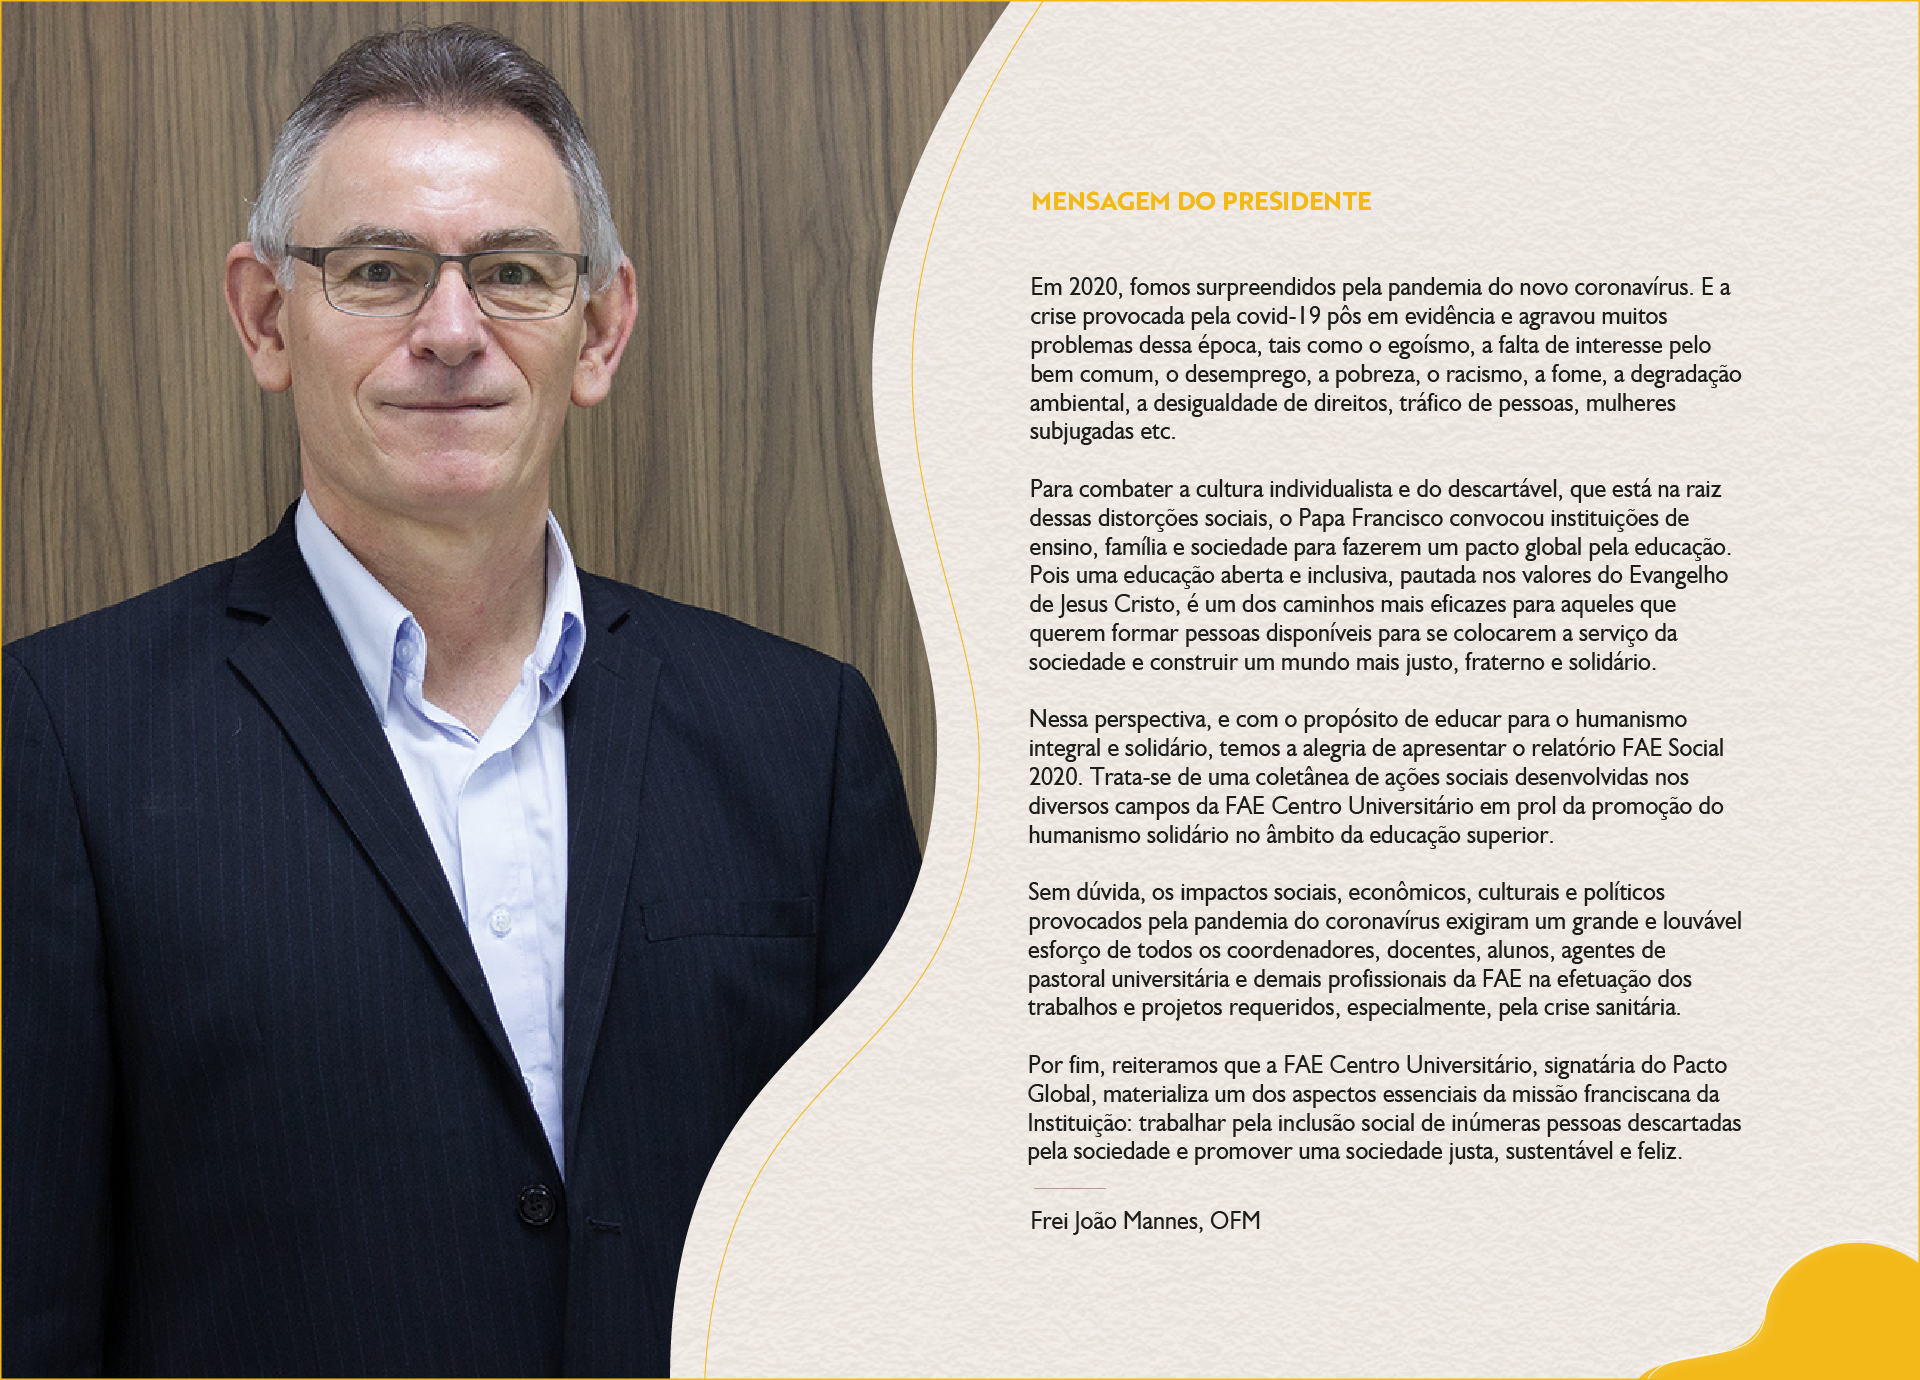 MENSAGEM DO PRESIDENTE
Em 2020, fomos surpreendidos pela pandemia do novo coronavírus. E a
crise provocada pela covid-19 pôs em evidência e agravou muitos
problemas dessa época, tais como o egoísmo, a falta de interesse pelo
bem comum, o desemprego, a pobreza, o racismo, a fome, a degradação
ambiental, a desigualdade de direitos, tráfico de pessoas, mulheres
subjugadas etc.
Para combater a cultura individualista e do descartável, que está na raiz
dessas distorções sociais, o Papa Francisco convocou instituições de
ensino, família e sociedade para fazerem um pacto global pela educação.
Pois uma educação aberta e inclusiva, pautada nos valores do Evangelho
de Jesus Cristo, é um dos caminhos mais eficazes para aqueles que
querem formar pessoas disponíveis para se colocarem a serviço da
sociedade e construir um mundo mais justo, fraterno e solidário.
Nessa perspectiva, e com o propósito de educar para o humanismo
integral e solidário, temos a alegria de apresentar o relatório FAE Social
2020. Trata-se de uma coletânea de ações sociais desenvolvidas nos
diversos campos da FAE Centro Universitário em prol da promoção do
humanismo solidário no âmbito da educação superior.
Sem dúvida, os impactos sociais, econômicos, culturais e políticos
provocados pela pandemia do coronavírus exigiram um grande e louvável
esforço de todos os coordenadores, docentes, alunos, agentes de
pastoral universitária e demais profissionais da FAE na efetuação dos
trabalhos e projetos requeridos, especialmente, pela crise sanitária.
Por fim, reiteramos que a FAE Centro Universitário, signatária do Pacto
Global, materializa um dos aspectos essenciais da missão franciscana da
Instituição: trabalhar pela inclusão social de inúmeras pessoas descartadas
pela sociedade e promover uma sociedade justa, sustentável e feliz.
Frei João Mannes, OFM